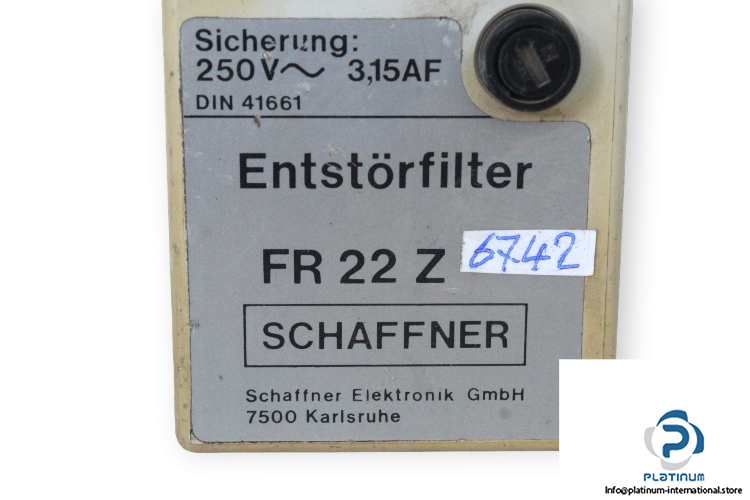 Sicherung:
250V~ 3,15AF
DIN 41661
Entstörfilter
FR 22 Z
6742
SCHAFFNER
Schaffner Elektronik GmbH
7500 Karlsruhe
PLATINUM
Info@platinum-international.store